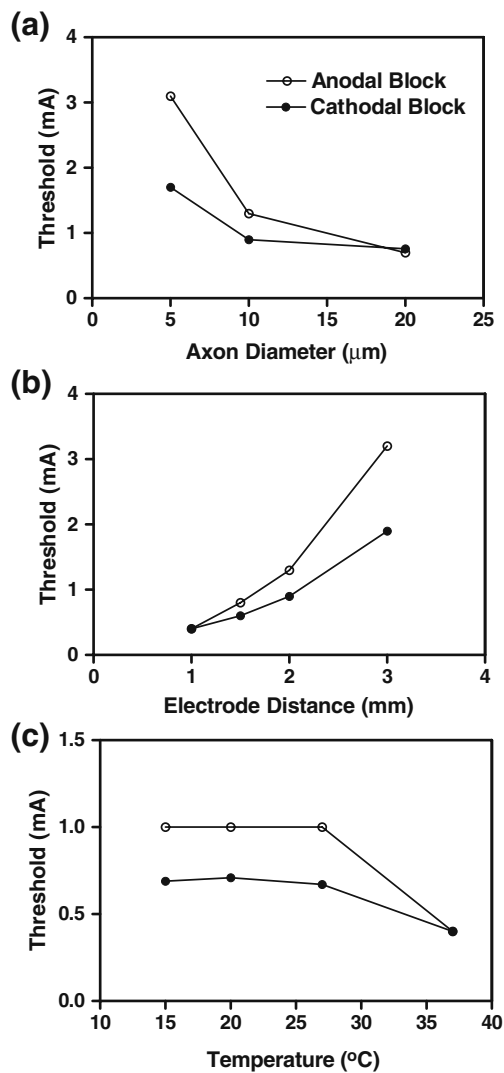 (a)
4
3
2
1
0
Threshold (mA)
Anodal Block
Cathodal Block
0 5 10 15 20 25
Axon Diameter (μm)
(b)
4
3
2
1
0
Threshold (mA)
0 1 2 3 4
Electrode Distance (mm)
(c)
1.5
1.0
0.5
0.0
Threshold (mA)
10 15 20 25 30 35 40
Temperature (ºC)